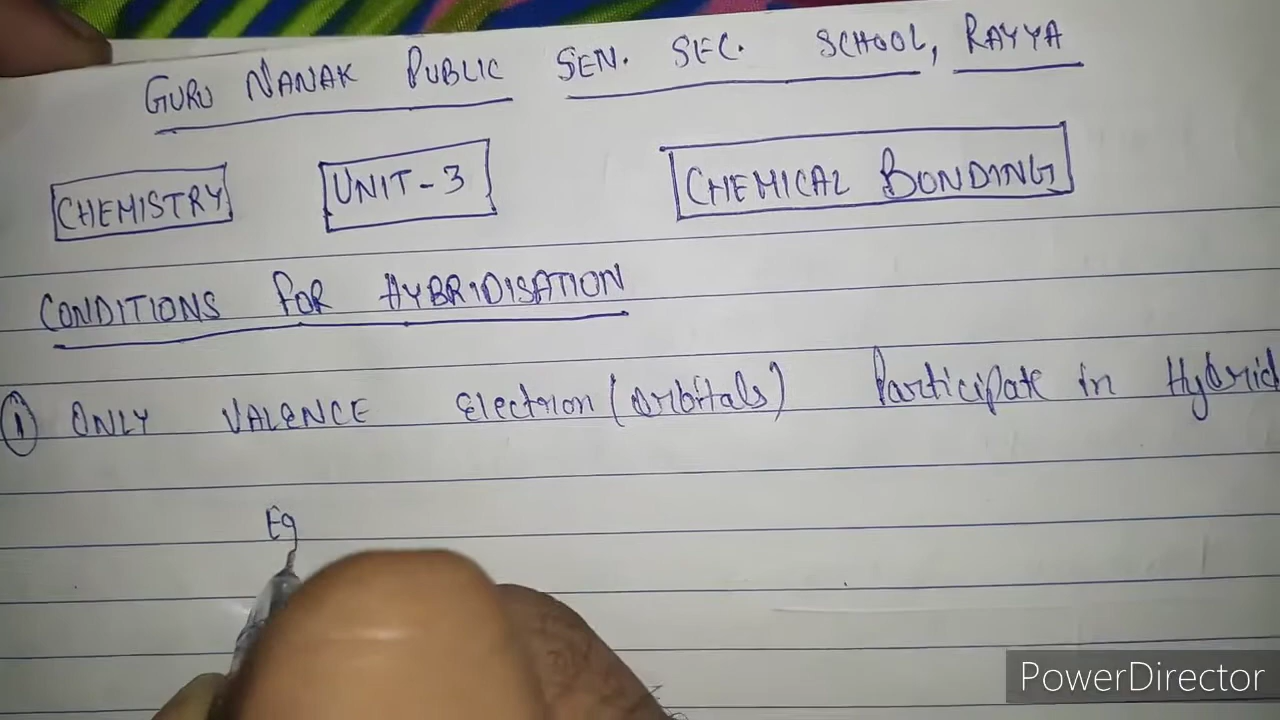 GURU NANAK PUBLIC SEN. SEC. SCHOOL, RAYYA
CHEMISTRY UNIT-3 CHEMICAL BONDING
CONDITIONS FOR HYBRIDISATION
① ONLY VALENCE Electron (orbitals) Participate in Hybrid
Eg
PowerDirector